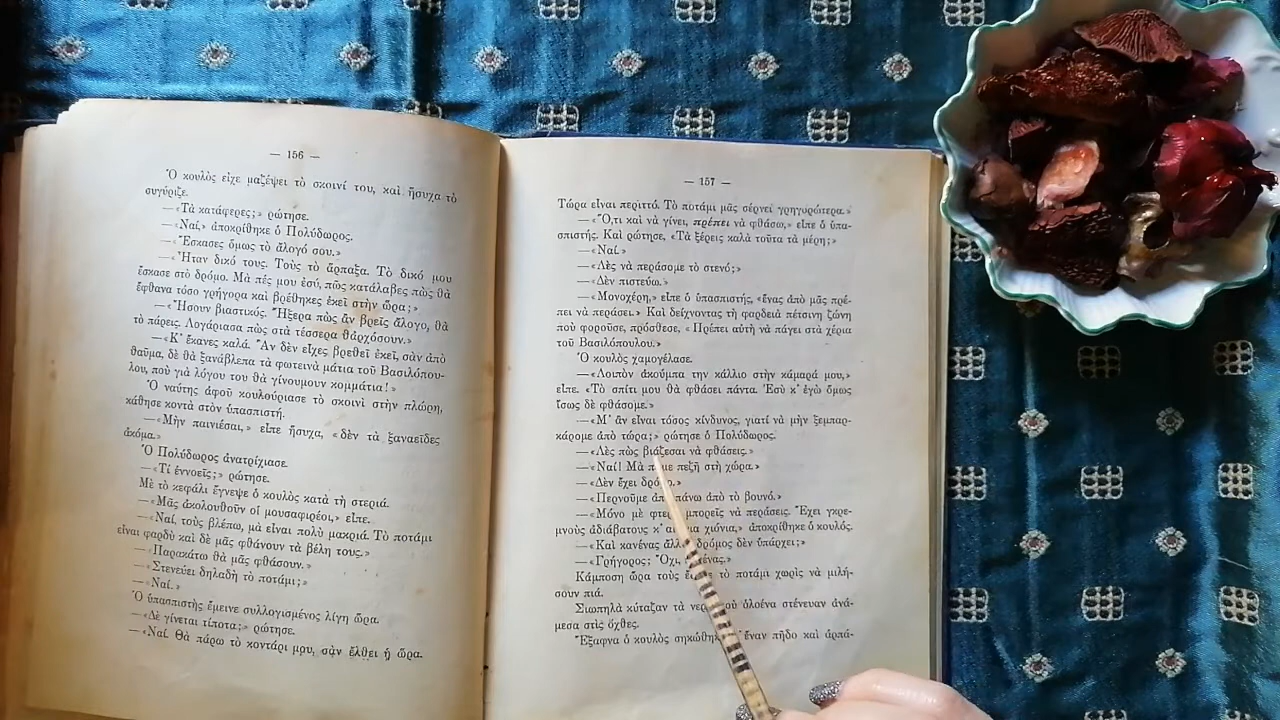 — 156 —
Ὁ κουλὸς εἶχε μαζέψει τὸ σκοινί του, καὶ ἥσυχα τὸ
συγύριζε.
—«Τὰ κατάφερες;» ρώτησε.
—«Ναί,» ἀποκρίθηκε ὁ Πολύδωρος.
—«Ἔσκασες ὅμως τὸ ἄλογό σου.»
—«Ἦταν δικό τους. Τοὺς τὸ ἅρπαξα. Τὸ δικό μου
ἔσκασε στὸ δρόμο. Μὰ πές μου ἐσύ, πῶς κατάλαβες πὼς θὰ
ἔφθανα τόσο γρήγορα καὶ βρέθηκες ἐκεῖ στὴν ὥρα;»
—«Ἤσουν βιαστικός. Ἤξερα πὼς ἂν βρεῖς ἄλογο, θὰ
τὸ πάρεις. Λογάριασα πὼς στὰ τέσσερα θἀρχόσουν.»
—«Κ' ἔκανες καλά. Ἂν δὲν εἶχες βρεθεῖ ἐκεῖ, σὰν ἀπὸ
θαῦμα, δὲ θὰ ξανάβλεπα τὰ φωτεινὰ μάτια τοῦ Βασιλόπου-
λου, ποὺ γιὰ λόγου του θὰ γίνουμουν κομμάτια!»
Ὁ ναύτης ἀφοῦ κουλούριασε τὸ σκοινὶ στὴν πλώρη,
κάθησε κοντὰ στὸν ὑπασπιστή.
—«Μὴν παινιέσαι,» εἶπε ἥσυχα, «δὲν τὰ ξαναεῖδες
ἀκόμα.»
Ὁ Πολύδωρος ἀνατρίχιασε.
—«Τί ἐννοεῖς;» ρώτησε.
Μὲ τὸ κεφάλι ἔγνεψε ὁ κουλὸς κατὰ τὴ στεριά.
—«Μᾶς ἀκολουθοῦν οἱ μουσαφιρέοι,» εἶπε.
—«Ναί, τοὺς βλέπω, μὰ εἶναι πολὺ μακριά. Τὸ ποτάμι
εἶναι φαρδὺ καὶ δὲ μᾶς φθάνουν τὰ βέλη τους.»
—«Παρακάτω θὰ μᾶς φθάσουν.»
—«Στενεύει δηλαδὴ τὸ ποτάμι;»
—«Ναί.»
Ὁ ὑπασπιστὴς ἔμεινε συλλογισμένος λίγη ὥρα.
—«Δὲ γίνεται τίποτα;» ρώτησε.
—«Ναί. Θὰ πάρω τὸ κοντάρι μου, σὰν ἔλθει ἡ ὥρα.
— 157 —
Τώρα εἶναι περιττό. Τὸ ποτάμι μᾶς σέρνει γρηγορώτερα.»
—«Ὅ,τι καὶ νὰ γίνει, πρέπει νὰ φθάσω,» εἶπε ὁ ὑπα-
σπιστής. Καὶ ρώτησε, «Τὰ ξέρεις καλὰ τοῦτα τὰ μέρη;»
—«Ναί.»
—«Λὲς νὰ περάσομε τὸ στενό;»
—«Δὲν πιστεύω.»
—«Μονοχέρη,» εἶπε ὁ ὑπασπιστής, «ἕνας ἀπὸ μᾶς πρέ-
πει νὰ περάσει.» Καὶ δείχνοντας τὴ φαρδειὰ πέτσινη ζώνη
ποὺ φοροῦσε, πρόσθεσε, « Πρέπει αὐτὴ νὰ πάγει στὰ χέρια
τοῦ Βασιλόπουλου.»
Ὁ κουλὸς χαμογέλασε.
—«Λοιπὸν ἀκούμπα την κάλλιο στὴν κάμαρά μου,»
εἶπε. «Τὸ σπίτι μου θὰ φθάσει πάντα. Ἐσὺ κ' ἐγὼ ὅμως
ἴσως δὲ φθάσομε.»
—«Μ' ἂν εἶναι τόσος κίνδυνος, γιατί νὰ μὴν ξεμπαρ-
κάρομε ἀπὸ τώρα;» ρώτησε ὁ Πολύδωρος.
—«Λὲς πὼς βιάζεσαι νὰ φθάσεις.»
—«Ναί! Μὰ πεζῆ στὴ χώρα.»
—«Δὲν ἔχει
—«Περνοῦμε πάνω ἀπὸ τὸ βουνό.»
—«Μόνο μὲ μπορεῖς νὰ περάσεις. Ἔχει γκρε-
μνοὺς ἀδιάβατους χιόνια,» ἀποκρίθηκε ὁ κουλός.
—«Καὶ κανένας δρόμος δὲν ὑπάρχει;»
—«Γρήγορος; Ὄχι,
Κάμποση ὥρα τοὺς τὸ ποτάμι χωρὶς νὰ μιλή-
σουν πιά.
Σιωπηλὰ κύταζαν τὰ ὁλοένα στένευαν ἀνά-
μεσα στὶς ὄχθες.
Ἔξαφνα ὁ κουλὸς ἕναν πῆδο καὶ ἁρπά-